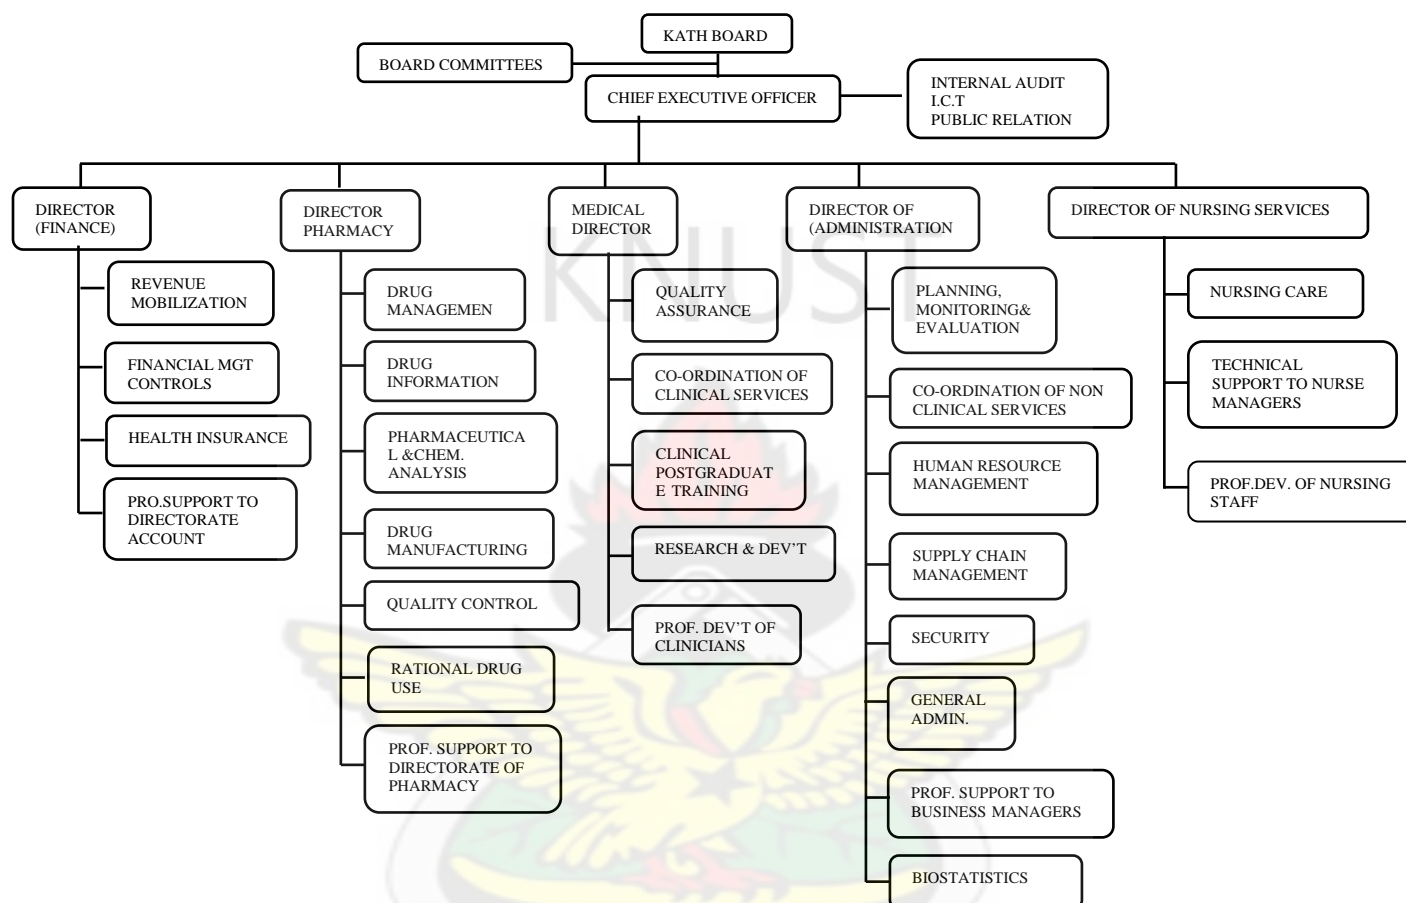 KATH BOARD
BOARD COMMITTEES
CHIEF EXECUTIVE OFFICER
INTERNAL AUDIT
I.C.T
PUBLIC RELATION
DIRECTOR
(FINANCE)
REVENUE
MOBILIZATION
FINANCIAL MGT
CONTROLS
HEALTH INSURANCE
PRO.SUPPORT TO
DIRECTORATE
ACCOUNT
DIRECTOR
PHARMACY
DRUG
MANAGEMEN
DRUG
INFORMATION
PHARMACEUTICA
L &CHEM.
ANALYSIS
DRUG
MANUFACTURING
QUALITY CONTROL
RATIONAL DRUG
USE
PROF. SUPPORT TO
DIRECTORATE OF
PHARMACY
MEDICAL
DIRECTOR
QUALITY
ASSURANCE
CO-ORDINATION OF
CLINICAL SERVICES
CLINICAL
POSTGRADUAT
E TRAINING
RESEARCH & DEV'T
PROF. DEV'T OF
CLINICIANS
DIRECTOR OF
(ADMINISTRATION
PLANNING,
MONITORING&
EVALUATION
CO-ORDINATION OF NON
CLINICAL SERVICES
HUMAN RESOURCE
MANAGEMENT
SUPPLY CHAIN
MANAGEMENT
SECURITY
GENERAL
ADMIN.
PROF. SUPPORT TO
BUSINESS MANAGERS
BIOSTATISTICS
DIRECTOR OF NURSING SERVICES
NURSING CARE
TECHNICAL
SUPPORT TO NURSE
MANAGERS
PROF.DEV. OF NURSING
STAFF
KNUST